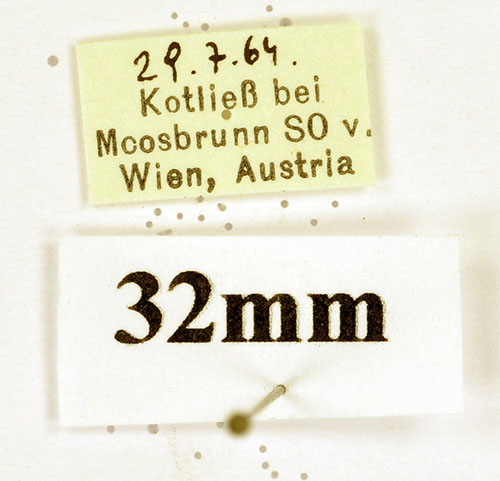 29.7.64.
Kotließ bei
Moosbrunn SO v.
Wien, Austria
32mm